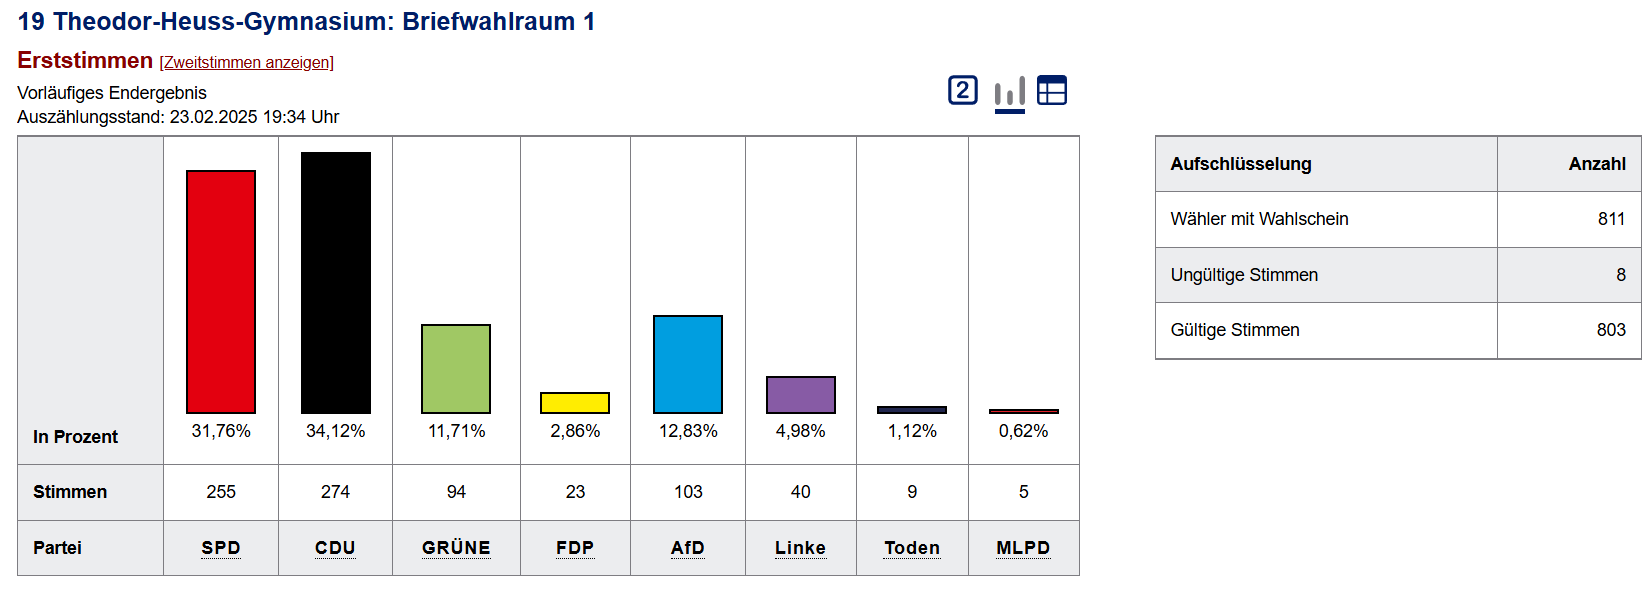 19 Theodor-Heuss-Gymnasium: Briefwahlraum 1
Erststimmen [Zweitstimmen anzeigen]
Vorläufiges Endergebnis
Auszählungsstand: 23.02.2025 19:34 Uhr
2
In Prozent 31,76% 34,12% 11,71% 2,86% 12,83% 4,98% 1,12% 0,62%
Stimmen 255 274 94 23 103 40 9 5
Partei SPD CDU GRÜNE FDP AfD Linke Toden MLPD
Aufschlüsselung Anzahl
Wähler mit Wahlschein 811
Ungültige Stimmen 8
Gültige Stimmen 803